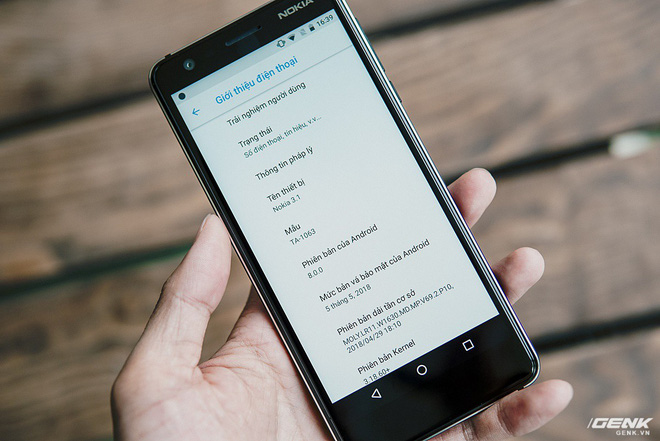 NOKIA
16:39
Giới thiệu điện thoại
Trải nghiệm người dùng
Trạng thái
Số điện thoại, tín hiệu, v.v...
Thông tin pháp lý
Tên thiết bị
Nokia 3.1
Mẫu
TA-1063
Phiên bản của Android
8.0.0
Mức bản vá bảo mật của Android
5 tháng 5, 2018
Phiên bản dải tần cơ sở
MOLY.LR11.W1630.MD.MP.V69.2.P10,
2018/04/29 18:10
Phiên bản Kernel
3.18.60+
GENK
GENK.VN